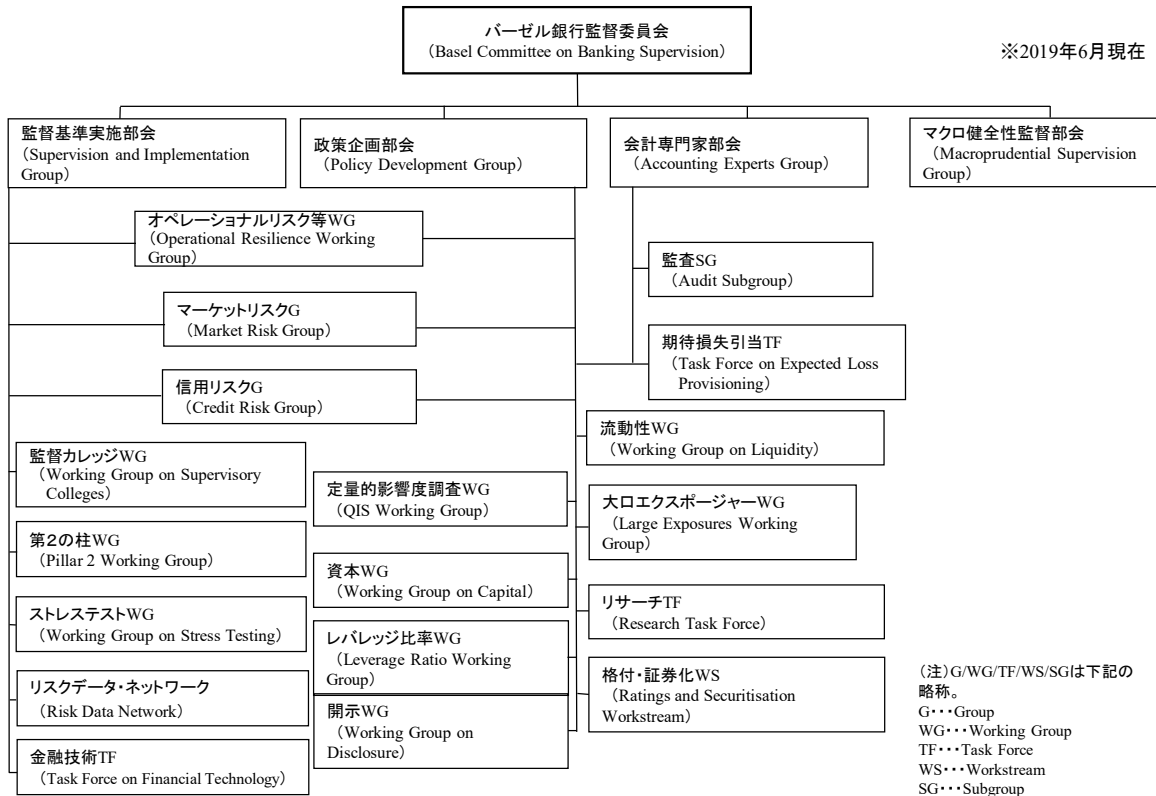 バーゼル銀行監督委員会
(Basel Committee on Banking Supervision)
※2019年6月現在
監督基準実施部会
(Supervision and Implementation
Group)
政策企画部会
(Policy Development Group)
会計専門家部会
(Accounting Experts Group)
マクロ健全性監督部会
(Macroprudential Supervision
Group)
オペレーショナルリスク等WG
(Operational Resilience Working
Group)
監査SG
(Audit Subgroup)
マーケットリスクG
(Market Risk Group)
期待損失引当TF
(Task Force on Expected Loss
Provisioning)
信用リスクG
(Credit Risk Group)
流動性WG
(Working Group on Liquidity)
監督カレッジWG
(Working Group on Supervisory
Colleges)
定量的影響度調査WG
(QIS Working Group)
大口エクスポージャーWG
(Large Exposures Working
Group)
第2の柱WG
(Pillar 2 Working Group)
資本WG
(Working Group on Capital)
リサーチTF
(Research Task Force)
ストレステストWG
(Working Group on Stress Testing)
レバレッジ比率WG
(Leverage Ratio Working
Group)
格付・証券化WS
(Ratings and Securitisation
Workstream)
リスクデータ・ネットワーク
(Risk Data Network)
開示WG
(Working Group on
Disclosure)
金融技術TF
(Task Force on Financial Technology)
(注)G/WG/TF/WS/SGは下記の
略称。
G・・・Group
WG・・・Working Group
TF・・・Task Force
WS・・・Workstream
SG・・・Subgroup